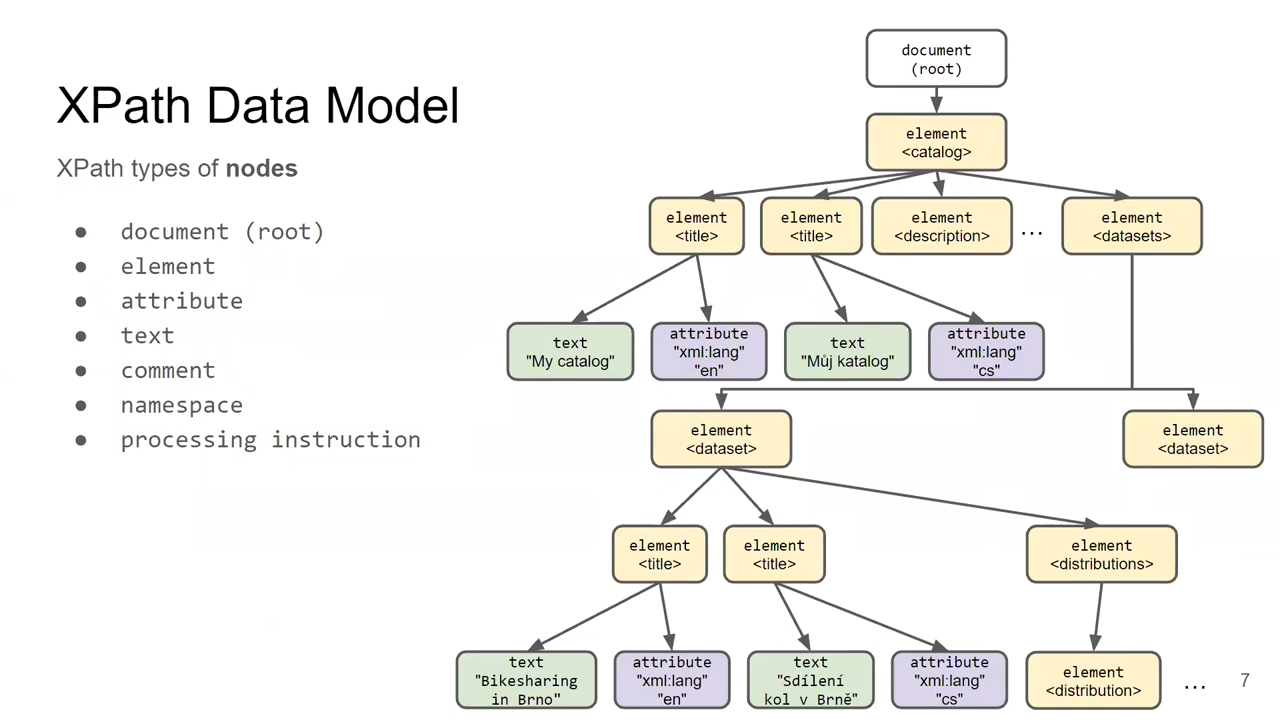 XPath Data Model
XPath types of nodes
● document (root)
● element
● attribute
● text
● comment
● namespace
● processing instruction
document
(root)
element
<catalog>
element
<title>
element
<title>
element
<description>
...
element
<datasets>
text
"My catalog"
attribute
"xml:lang"
"en"
text
"Můj katalog"
attribute
"xml:lang"
"cs"
element
<dataset>
element
<dataset>
element
<title>
element
<title>
element
<distributions>
text
"Bikesharing
in Brno"
attribute
"xml:lang"
"en"
text
"Sdílení
kol v Brně"
attribute
"xml:lang"
"cs"
element
<distribution>
...
7